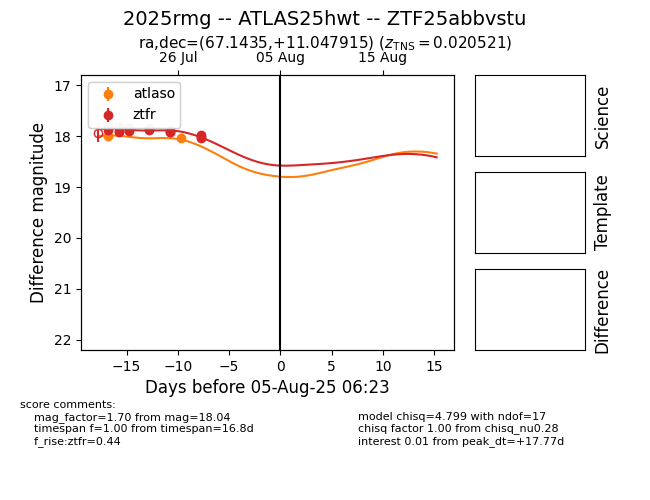 2025rmg -- ATLAS25hwt -- ZTF25abbvstu
ra,dec=(67.1435,+11.047915) (zTNS = 0.020521)
26 Jul 05 Aug 15 Aug
atlaso
ztfr
17
18
19
20
21
22
Difference magnitude
−15 −10 −5 0 5 10 15
Days before 05-Aug-25 06:23
Science
Template
Difference
score comments:
mag_factor=1.70 from mag=18.04
timespan f=1.00 from timespan=16.8d
f_rise:ztfr=0.44
model chisq=4.799 with ndof=17
chisq factor 1.00 from chisq_nu0.28
interest 0.01 from peak_dt=+17.77d